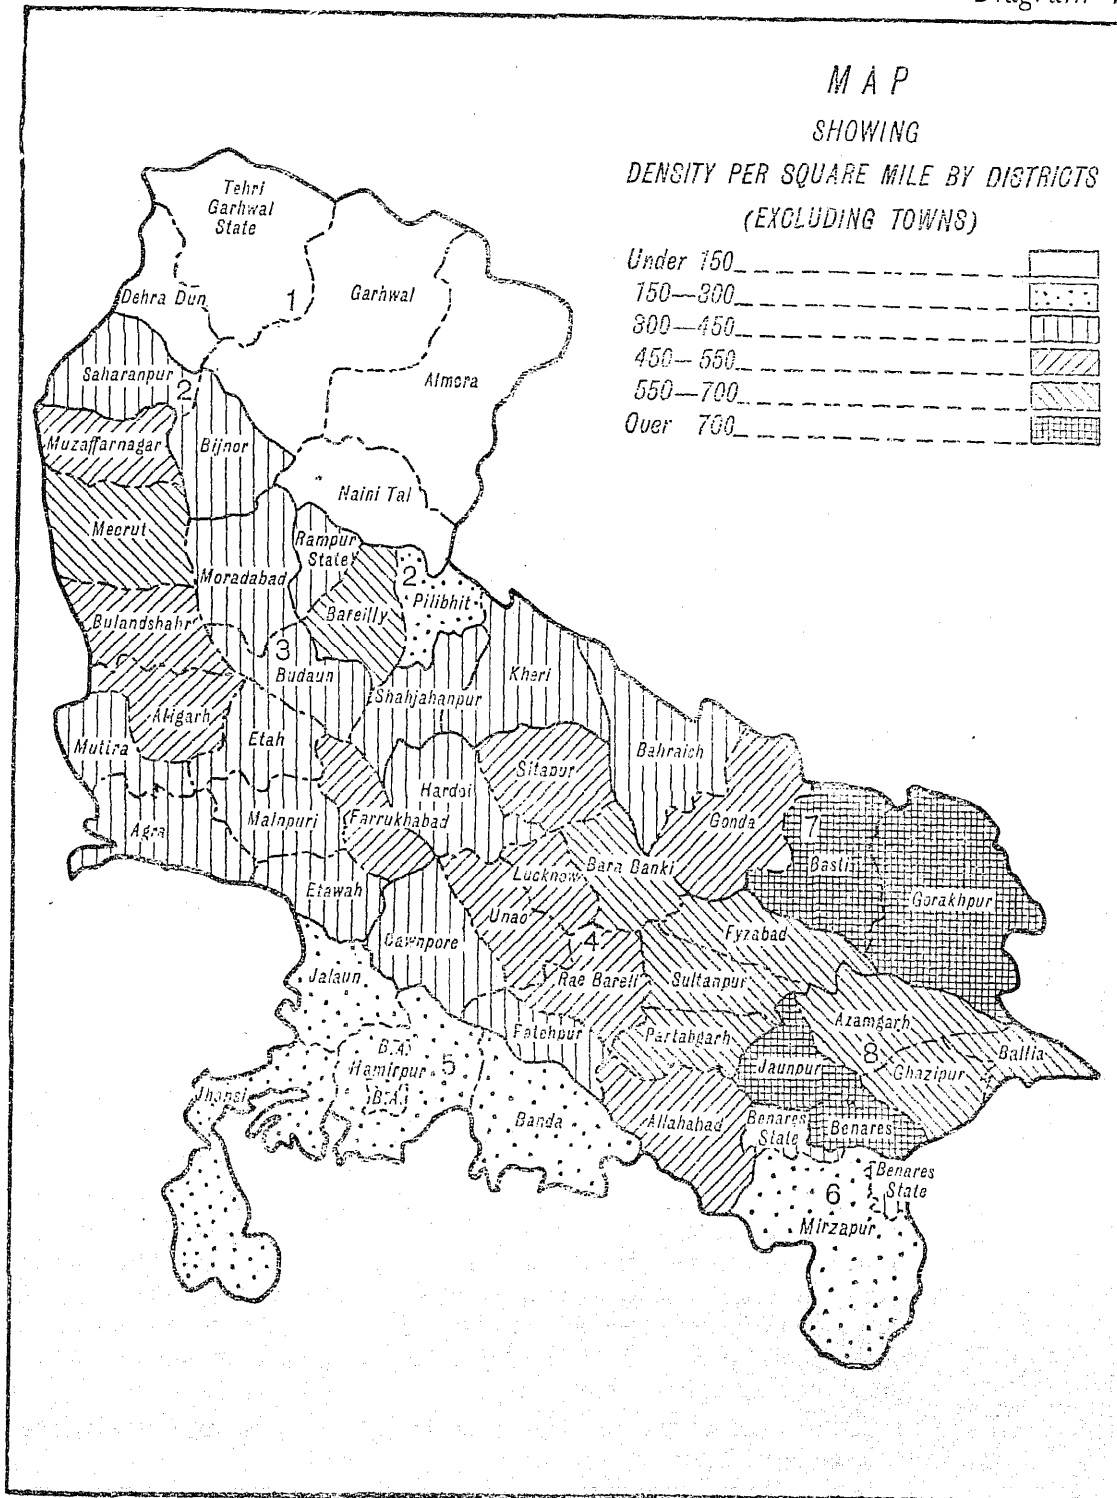 Diagram
MAP
SHOWING
DENSITY PER SQUARE MILE BY DISTRICTS
(EXCLUDING TOWNS)
Under 150
150—300
300—450
450—550
550—700
Over 700
Tehri
Garhwal
State
Dehra Dun
1
Garhwal
Almora
Saharanpur
2
Muzaffarnagar
Bijnor
Naini Tal
Meerut
Rampur
State
Moradabad
2
Pilibhit
Bareilly
Bulandshahr
3
Budaun
Kheri
Shahjahanpur
Aligarh
Muttra
Etah
Bahraich
Sitapur
Hardoi
Agra
Mainpuri
Farrukhabad
Gonda
7
Basti
Gorakhpur
Etawah
Lucknow
Bara Banki
Unao
Cawnpore
4
Fyzabad
Jalaun
Rae Bareli
Sultanpur
Fatehpur
Partabgarh
Azamgarh
8
Ballia
Ghazipur
B.A.
Hamirpur
5
B.A.
Jhansi
Jaunpur
Banda
Allahabad
Benares
State
Benares
Benares
State
6
Mirzapur